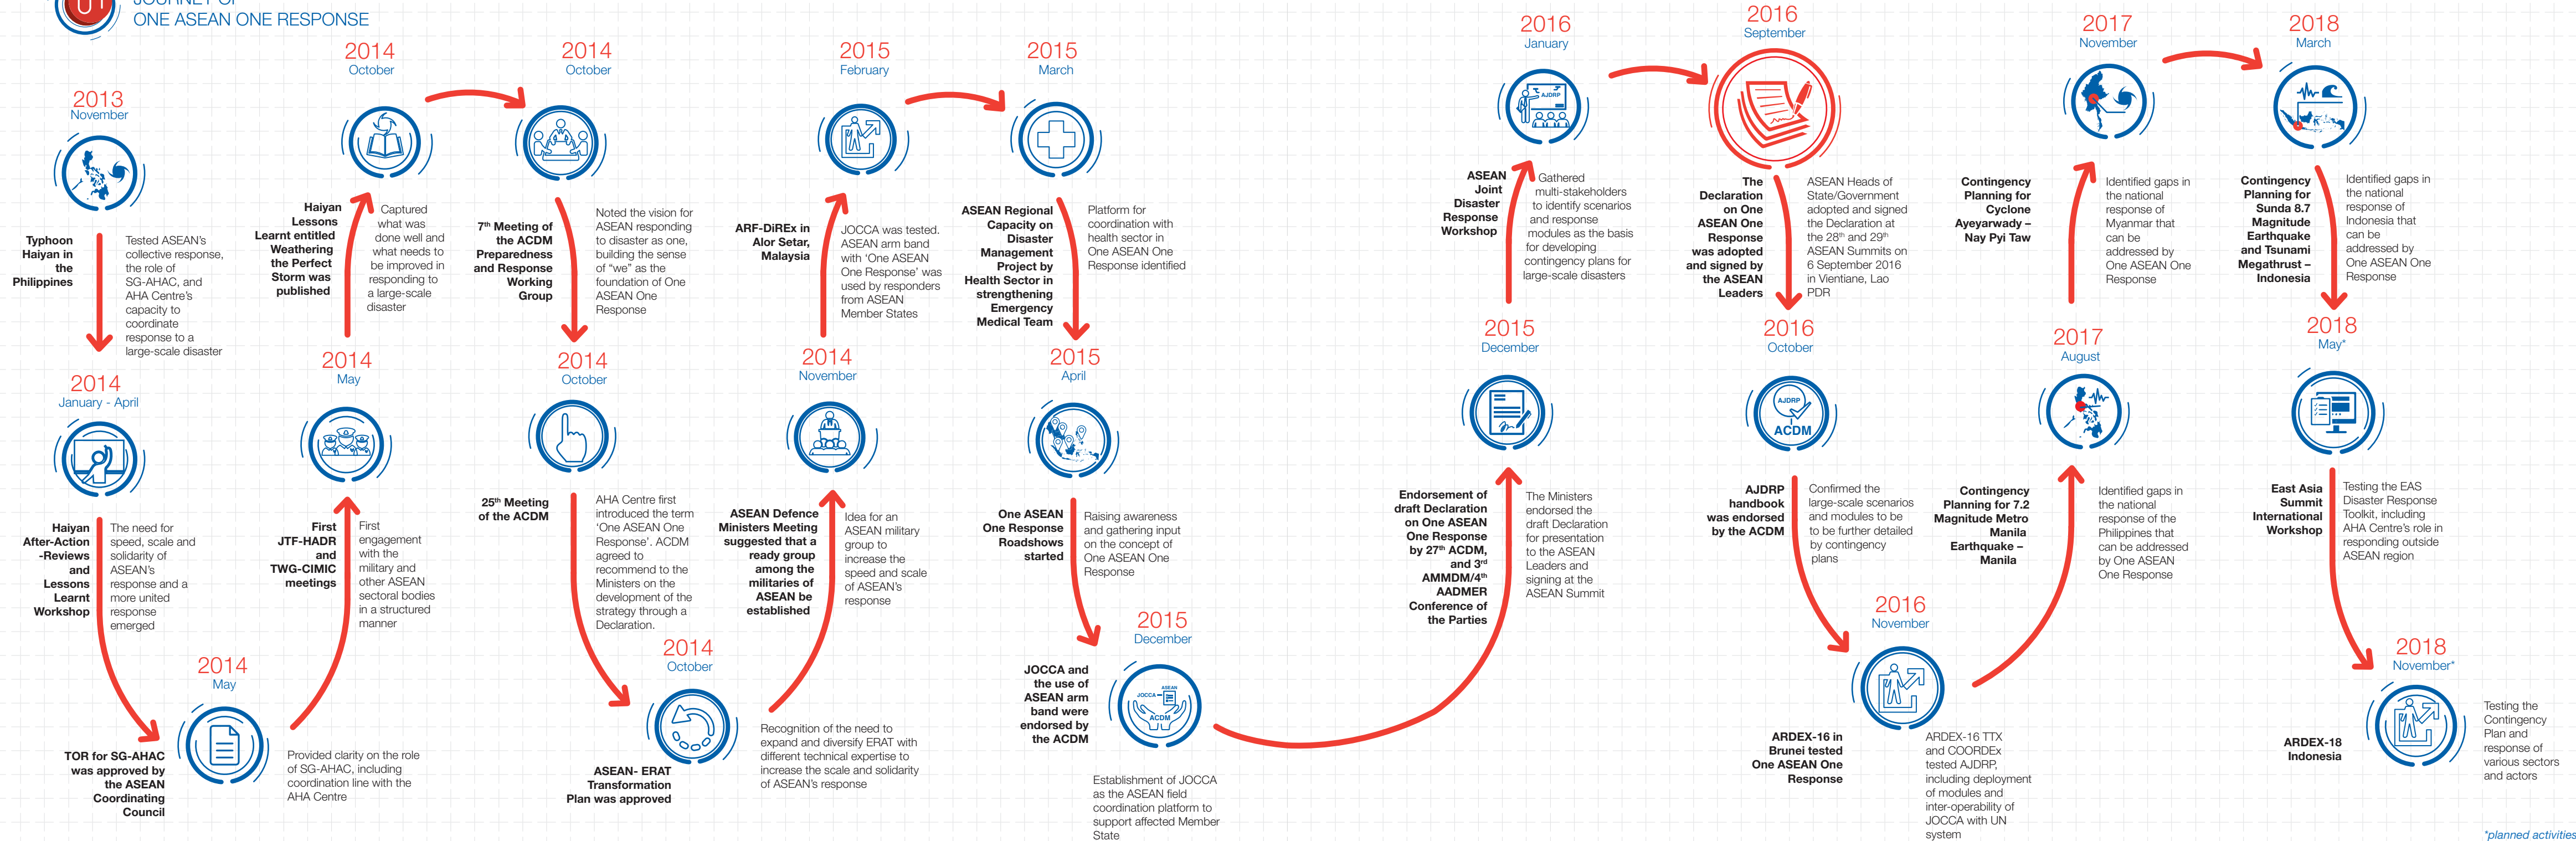 JOURNEY OF
ONE ASEAN ONE RESPONSE
2013
November
Typhoon
Haiyan in
the
Philippines
Tested ASEAN's
collective response,
the role of
SG-AHAC, and
AHA Centre's
capacity to
coordinate
response to a
large-scale disaster
2014
January - April
Haiyan
After-Action
-Reviews
and
Lessons
Learnt
Workshop
The need for
speed, scale and
solidarity of
ASEAN's
response and a
more united
response
emerged
2014
May
TOR for SG-AHAC
was approved by
the ASEAN
Coordinating
Council
Provided clarity on the role
of SG-AHAC, including
coordination line with the
AHA Centre
2014
May
First
JTF-HADR
and
TWG-CIMIC
meetings
First
engagement
with the
military and
other ASEAN
sectoral bodies
in a structured
manner
2014
October
Haiyan
Lessons
Learnt entitled
Weathering
the Perfect
Storm was
published
Captured
what was
done well and
what needs to
be improved in
responding to
a large-scale
disaster
2014
October
7th Meeting of
the ACDM
Preparedness
and Response
Working
Group
Noted the vision for
ASEAN responding
to disaster as one,
building the sense
of "we" as the
foundation of One
ASEAN One
Response
2014
October
25th Meeting
of the ACDM
AHA Centre first
introduced the term
'One ASEAN One
Response'. ACDM
agreed to
recommend to the
Ministers on the
development of the
strategy through a
Declaration.
2014
October
ASEAN- ERAT
Transformation
Plan was approved
Recognition of the need to
expand and diversify ERAT with
different technical expertise to
increase the scale and solidarity
of ASEAN's response
2014
November
ASEAN Defence
Ministers Meeting
suggested that a
ready group
among the
militaries of
ASEAN be
established
Idea for an
ASEAN military
group to
increase the
speed and scale
of ASEAN's
response
2015
February
ARF-DiREx in
Alor Setar,
Malaysia
JOCCA was tested.
ASEAN arm band
with 'One ASEAN
One Response' was
used by responders
from ASEAN
Member States
2015
March
ASEAN Regional
Capacity on
Disaster
Management
Project by
Health Sector in
strengthening
Emergency
Medical Team
Platform for
coordination with
health sector in
One ASEAN One
Response identified
2015
April
One ASEAN
One Response
Roadshows
started
Raising awareness
and gathering input
on the concept of
One ASEAN One
Response
2015
December
JOCCA and
the use of
ASEAN arm
band were
endorsed by
the ACDM
ASEAN
JOCCA
ACDM
Establishment of JOCCA
as the ASEAN field
coordination platform to
support affected Member
State
2015
December
Endorsement of
draft Declaration
on One ASEAN
One Response
by 27th ACDM,
and 3rd
AMMDM/4th
AADMER
Conference of
the Parties
The Ministers
endorsed the
draft Declaration
for presentation
to the ASEAN
Leaders and
signing at the
ASEAN Summit
2016
January
AJDRP
ASEAN
Joint
Disaster
Response
Workshop
Gathered
multi-stakeholders
to identify scenarios
and response
modules as the basis
for developing
contingency plans for
large-scale disasters
2016
September
The
Declaration
on One
ASEAN One
Response
was adopted
and signed by
the ASEAN
Leaders
ASEAN Heads of
State/Government
adopted and signed
the Declaration at
the 28th and 29th
ASEAN Summits on
6 September 2016
in Vientiane, Lao
PDR
2016
October
AJDRP
ACDM
AJDRP
handbook
was endorsed
by the ACDM
Confirmed the
large-scale scenarios
and modules to be
to be further detailed
by contingency
plans
2016
November
ARDEX-16 in
Brunei tested
One ASEAN One
Response
ARDEX-16 TTX
and COORDEx
tested AJDRP,
including deployment
of modules and
inter-operability of
JOCCA with UN
system
2017
August
Contingency
Planning for 7.2
Magnitude Metro
Manila
Earthquake –
Manila
Identified gaps in
the national
response of the
Philippines that
can be addressed
by One ASEAN
One Response
2017
November
Contingency
Planning for
Cyclone
Ayeyarwady –
Nay Pyi Taw
Identified gaps in
the national
response of
Myanmar that
can be
addressed by
One ASEAN One
Response
2018
March
Contingency
Planning for
Sunda 8.7
Magnitude
Earthquake
and Tsunami
Megathrust –
Indonesia
Identified gaps in
the national
response of
Indonesia that
can be
addressed by
One ASEAN One
Response
2018
May*
East Asia
Summit
International
Workshop
Testing the EAS
Disaster Response
Toolkit, including
AHA Centre's role in
responding outside
ASEAN region
2018
November*
ARDEX-18
Indonesia
Testing the
Contingency
Plan and
response of
various sectors
and actors
*planned activities